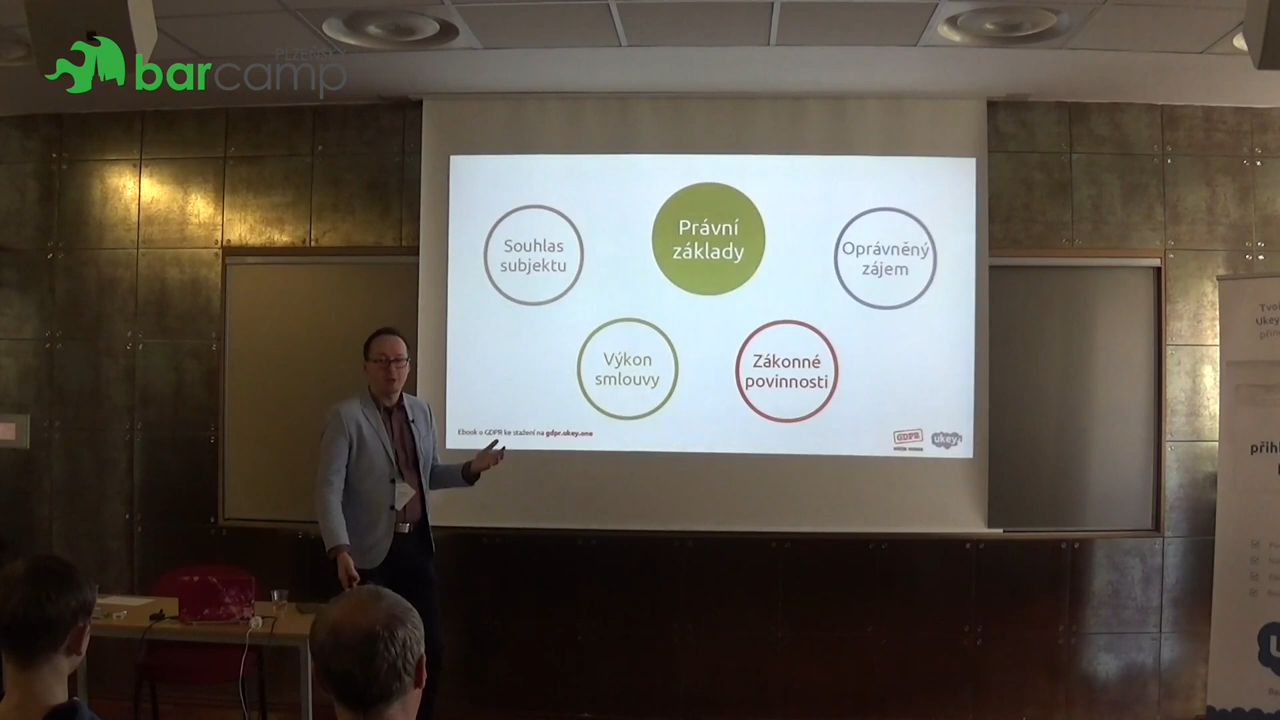 PLZEŇSKÝ
barcamp
Právní
základy
Souhlas
subjektu
Oprávněný
zájem
Výkon
smlouvy
Zákonné
povinnosti
Ebook o GDPR ke stažení na gdpr.ukey.one
GDPR
ukey